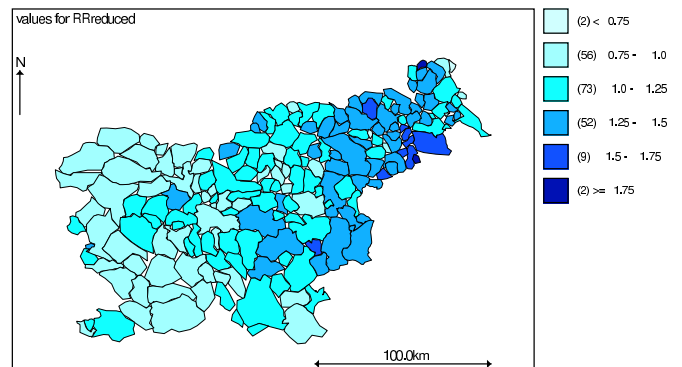 values for RRreduced
N
100.0km
(2) < 0.75
(56) 0.75 - 1.0
(73) 1.0 - 1.25
(52) 1.25 - 1.5
(9) 1.5 - 1.75
(2) >= 1.75